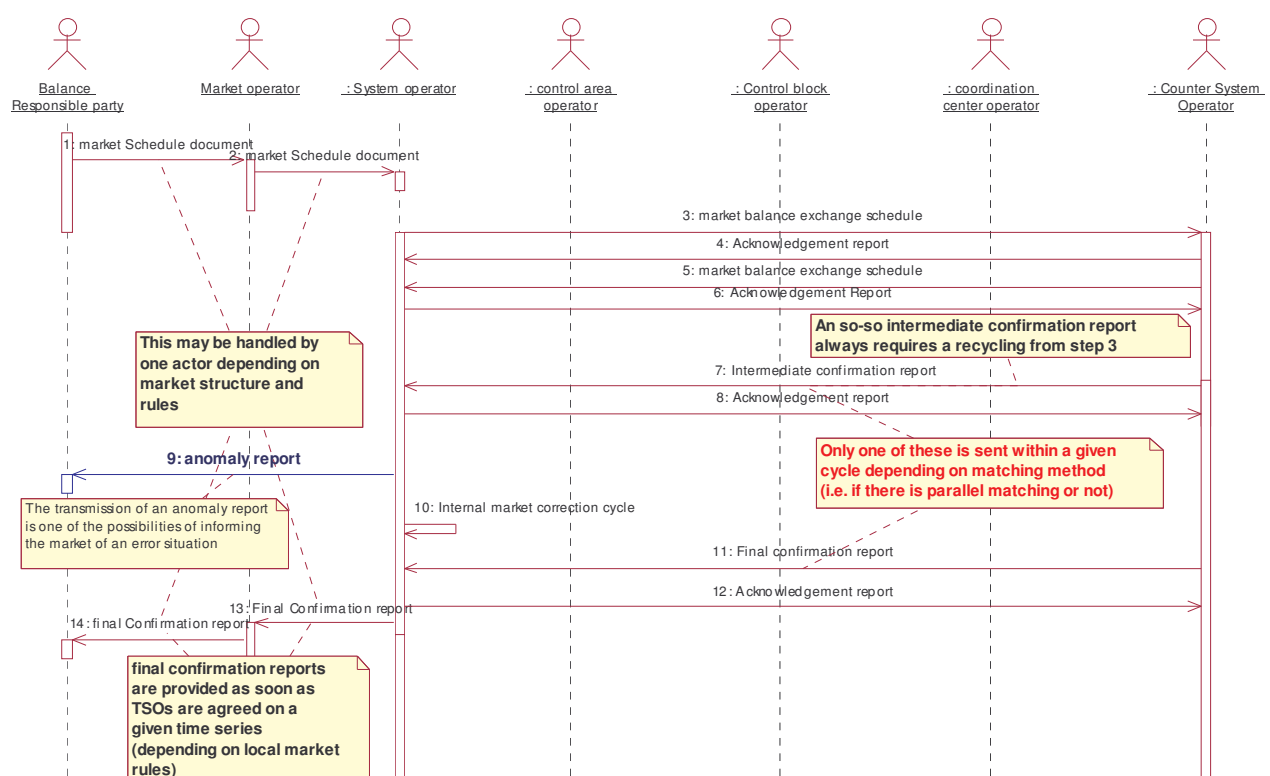 Balance
Responsible party
Market operator
: System operator
: control area
operator
: Control block
operator
: coordination
center operator
: Counter System
Operator
1: market Schedule document
2: market Schedule document
3: market balance exchange schedule
4: Acknowledgement report
5: market balance exchange schedule
6: Acknowledgement Report
An so-so intermediate confirmation report
always requires a recycling from step 3
This may be handled by
one actor depending on
market structure and
rules
7: Intermediate confirmation report
8: Acknowledgement report
Only one of these is sent within a given
cycle depending on matching method
(i.e. if there is parallel matching or not)
9: anomaly report
The transmission of an anomaly report
is one of the possibilities of informing
the market of an error situation
10: Internal market correction cycle
11: Final confirmation report
12: Acknowledgement report
13: Final Confirmation report
14: final Confirmation report
final confirmation reports
are provided as soon as
TSOs are agreed on a
given time series
(depending on local market
rules)